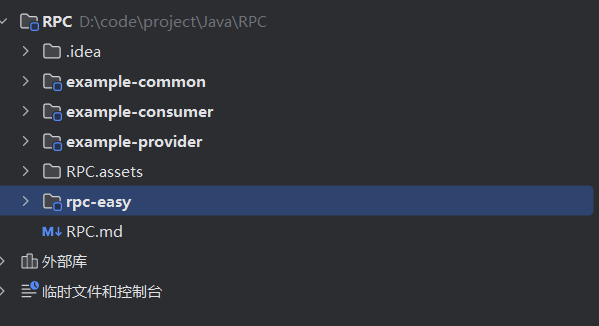 RPC D:\code\project\Java\RPC
.idea
example-common
example-consumer
example-provider
RPC.assets
rpc-easy
M↓ RPC.md
外部库
临时文件和控制台